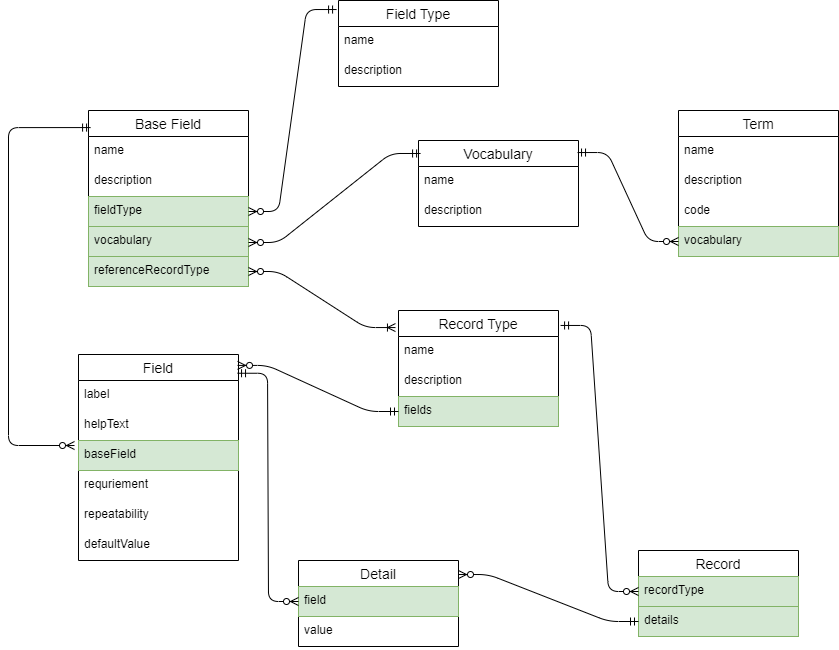 Field Type
name
description
Base Field
name
description
fieldType
vocabulary
referenceRecordType
Vocabulary
name
description
Term
name
description
code
vocabulary
Record Type
name
description
fields
Field
label
helpText
baseField
requriement
repeatability
defaultValue
Detail
field
value
Record
recordType
details